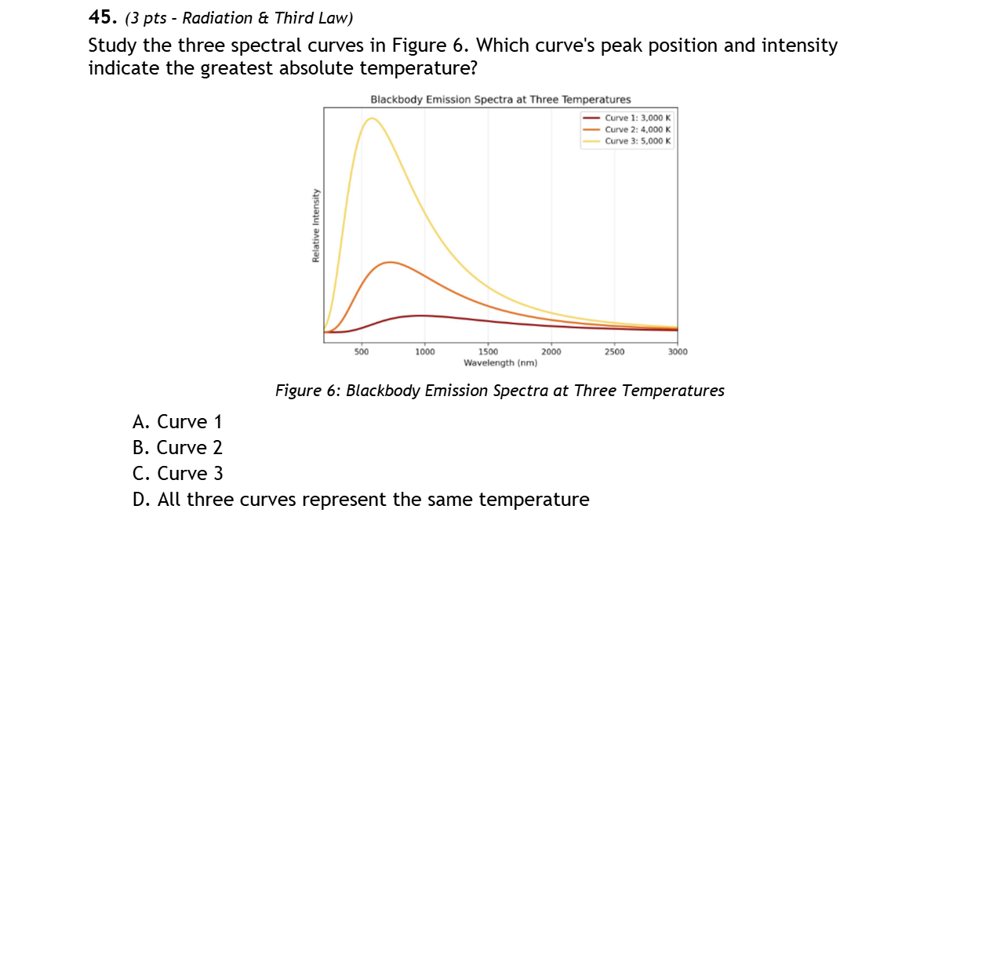 45. (3 pts - Radiation & Third Law)
Study the three spectral curves in Figure 6. Which curve's peak position and intensity
indicate the greatest absolute temperature?
Blackbody Emission Spectra at Three Temperatures
Curve 1: 3,000 K
Curve 2: 4,000 K
Curve 3: 5,000 K
Relative Intensity
500 1000 1500 2000 2500 3000
Wavelength (nm)
Figure 6: Blackbody Emission Spectra at Three Temperatures
A. Curve 1
B. Curve 2
C. Curve 3
D. All three curves represent the same temperature